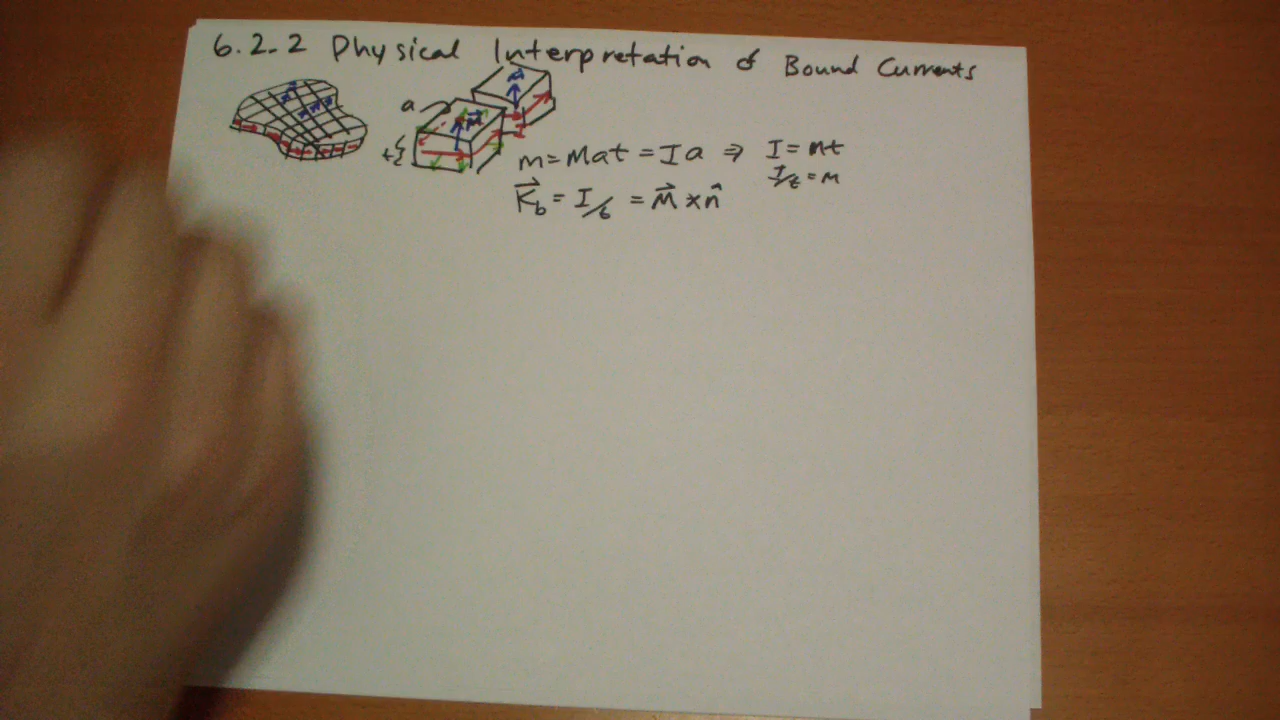 6.2.2 Physical Interpretation of Bound Currents
a
M⃗
t
I
m = Mat = Ia ⇒ I = Mt
I/t = M
K⃗b = I/t = M⃗ × n̂